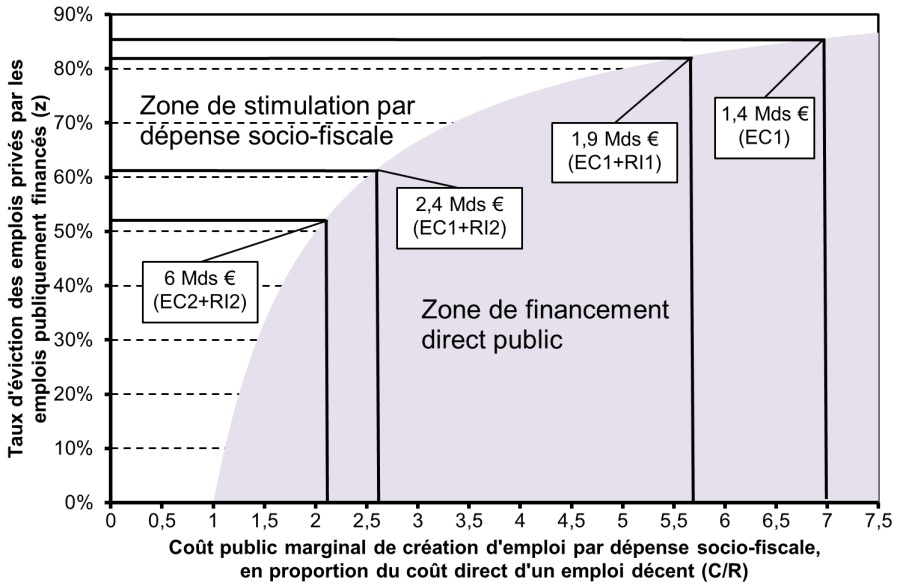 Taux d'éviction des emplois privés par les
emplois publiquement financés (z)
90%
80%
70%
60%
50%
40%
30%
20%
10%
0%
Zone de stimulation par
dépense socio-fiscale
1,9 Mds €
(EC1+RI1)
1,4 Mds €
(EC1)
2,4 Mds €
(EC1+RI2)
6 Mds €
(EC2+RI2)
Zone de financement
direct public
0 0,5 1 1,5 2 2,5 3 3,5 4 4,5 5 5,5 6 6,5 7 7,5
Coût public marginal de création d'emploi par dépense socio-fiscale,
en proportion du coût direct d'un emploi décent (C/R)